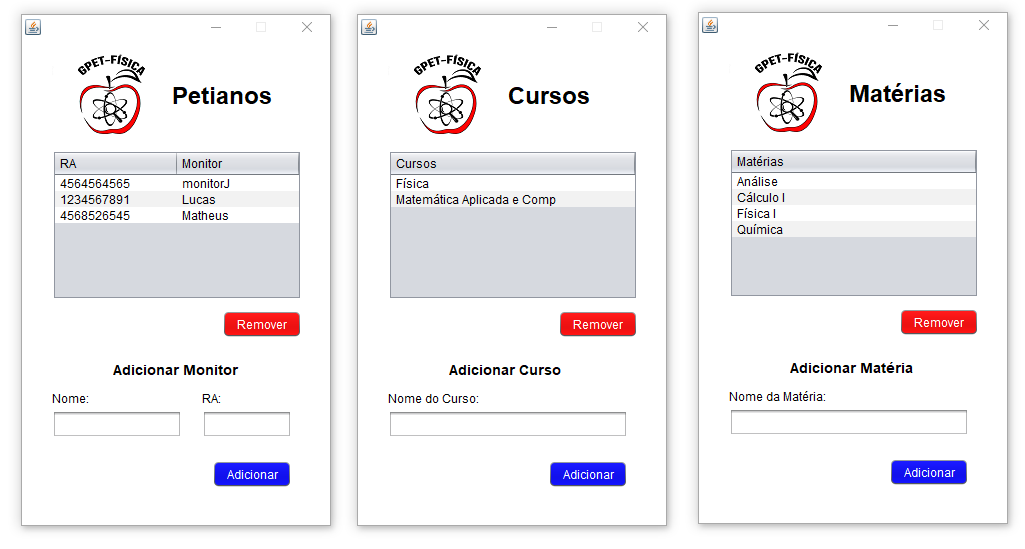 GPET-FÍSICA
Petianos
RA Monitor
4564564565 monitorJ
1234567891 Lucas
4568526545 Matheus
Remover
Adicionar Monitor
Nome: RA:
Adicionar
GPET-FÍSICA
Cursos
Cursos
Física
Matemática Aplicada e Comp
Remover
Adicionar Curso
Nome do Curso:
Adicionar
GPET-FÍSICA
Matérias
Matérias
Análise
Cálculo I
Física I
Química
Remover
Adicionar Matéria
Nome da Matéria:
Adicionar